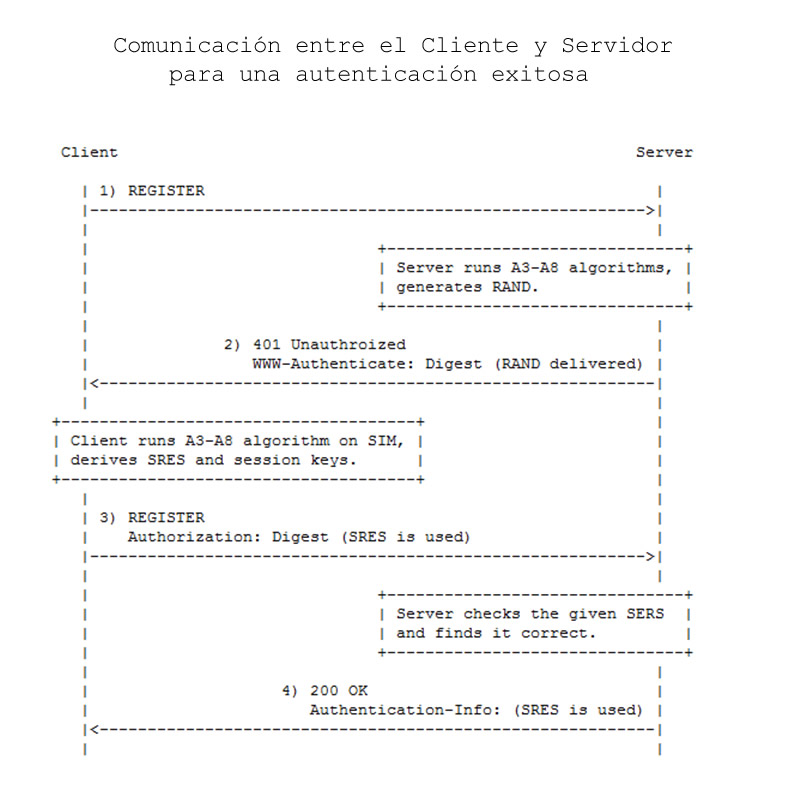 Comunicación entre el Cliente y Servidor
para una autenticación exitosa
Client Server
1) REGISTER
Server runs A3-A8 algorithms,
generates RAND.
2) 401 Unauthroized
WWW-Authenticate: Digest (RAND delivered)
Client runs A3-A8 algorithm on SIM,
derives SRES and session keys.
3) REGISTER
Authorization: Digest (SRES is used)
Server checks the given SERS
and finds it correct.
4) 200 OK
Authentication-Info: (SRES is used)